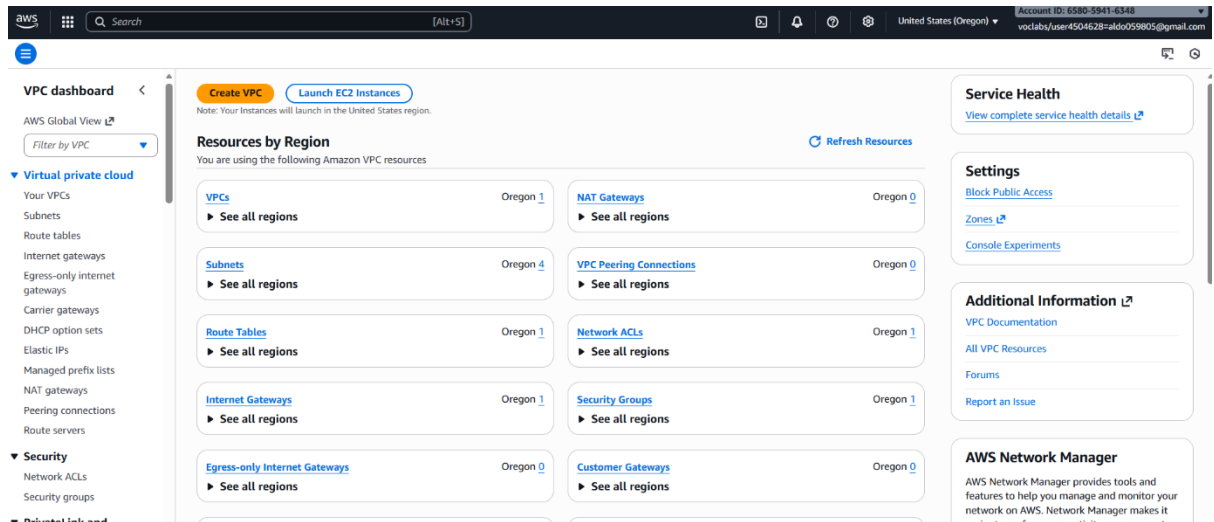 aws
Search
[Alt+S]
United States (Oregon)
Account ID: 6580-5941-6348
voclabs/user4504628=aldo059805@gmail.com
VPC dashboard
AWS Global View
Filter by VPC
Virtual private cloud
Your VPCs
Subnets
Route tables
Internet gateways
Egress-only internet
gateways
Carrier gateways
DHCP option sets
Elastic IPs
Managed prefix lists
NAT gateways
Peering connections
Route servers
Security
Network ACLs
Security groups
PrivateLink and
Create VPC
Launch EC2 Instances
Note: Your Instances will launch in the United States region.
Resources by Region
Refresh Resources
You are using the following Amazon VPC resources
VPCs
Oregon 1
See all regions
NAT Gateways
Oregon 0
See all regions
Subnets
Oregon 4
See all regions
VPC Peering Connections
Oregon 0
See all regions
Route Tables
Oregon 1
See all regions
Network ACLs
Oregon 1
See all regions
Internet Gateways
Oregon 1
See all regions
Security Groups
Oregon 1
See all regions
Egress-only Internet Gateways
Oregon 0
See all regions
Customer Gateways
Oregon 0
See all regions
Service Health
View complete service health details
Settings
Block Public Access
Zones
Console Experiments
Additional Information
VPC Documentation
All VPC Resources
Forums
Report an Issue
AWS Network Manager
AWS Network Manager provides tools and
features to help you manage and monitor your
network on AWS. Network Manager makes it